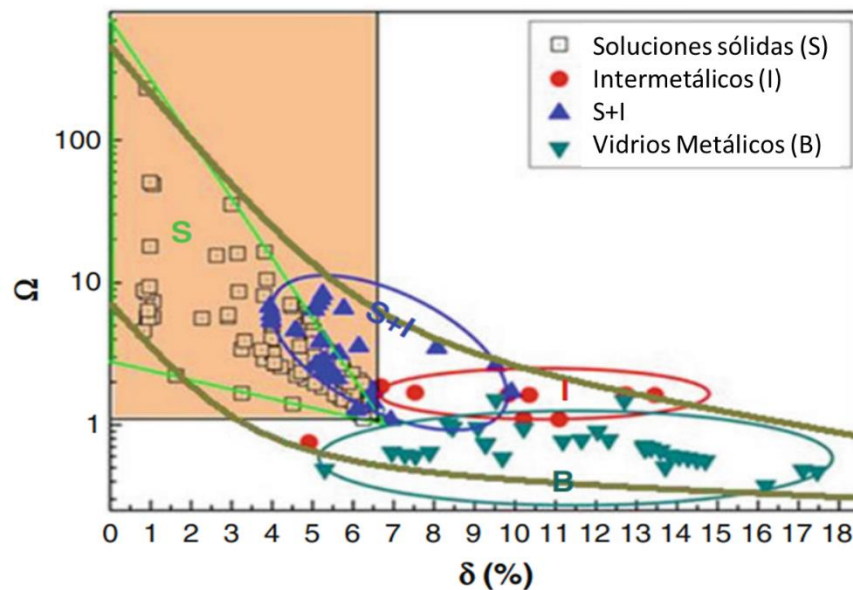 Soluciones sólidas (S)
Intermetálicos (I)
S+I
Vidrios Metálicos (B)
100
10
1
Ω
S
S+I
I
B
0 1 2 3 4 5 6 7 8 9 10 11 12 13 14 15 16 17 18
δ (%)